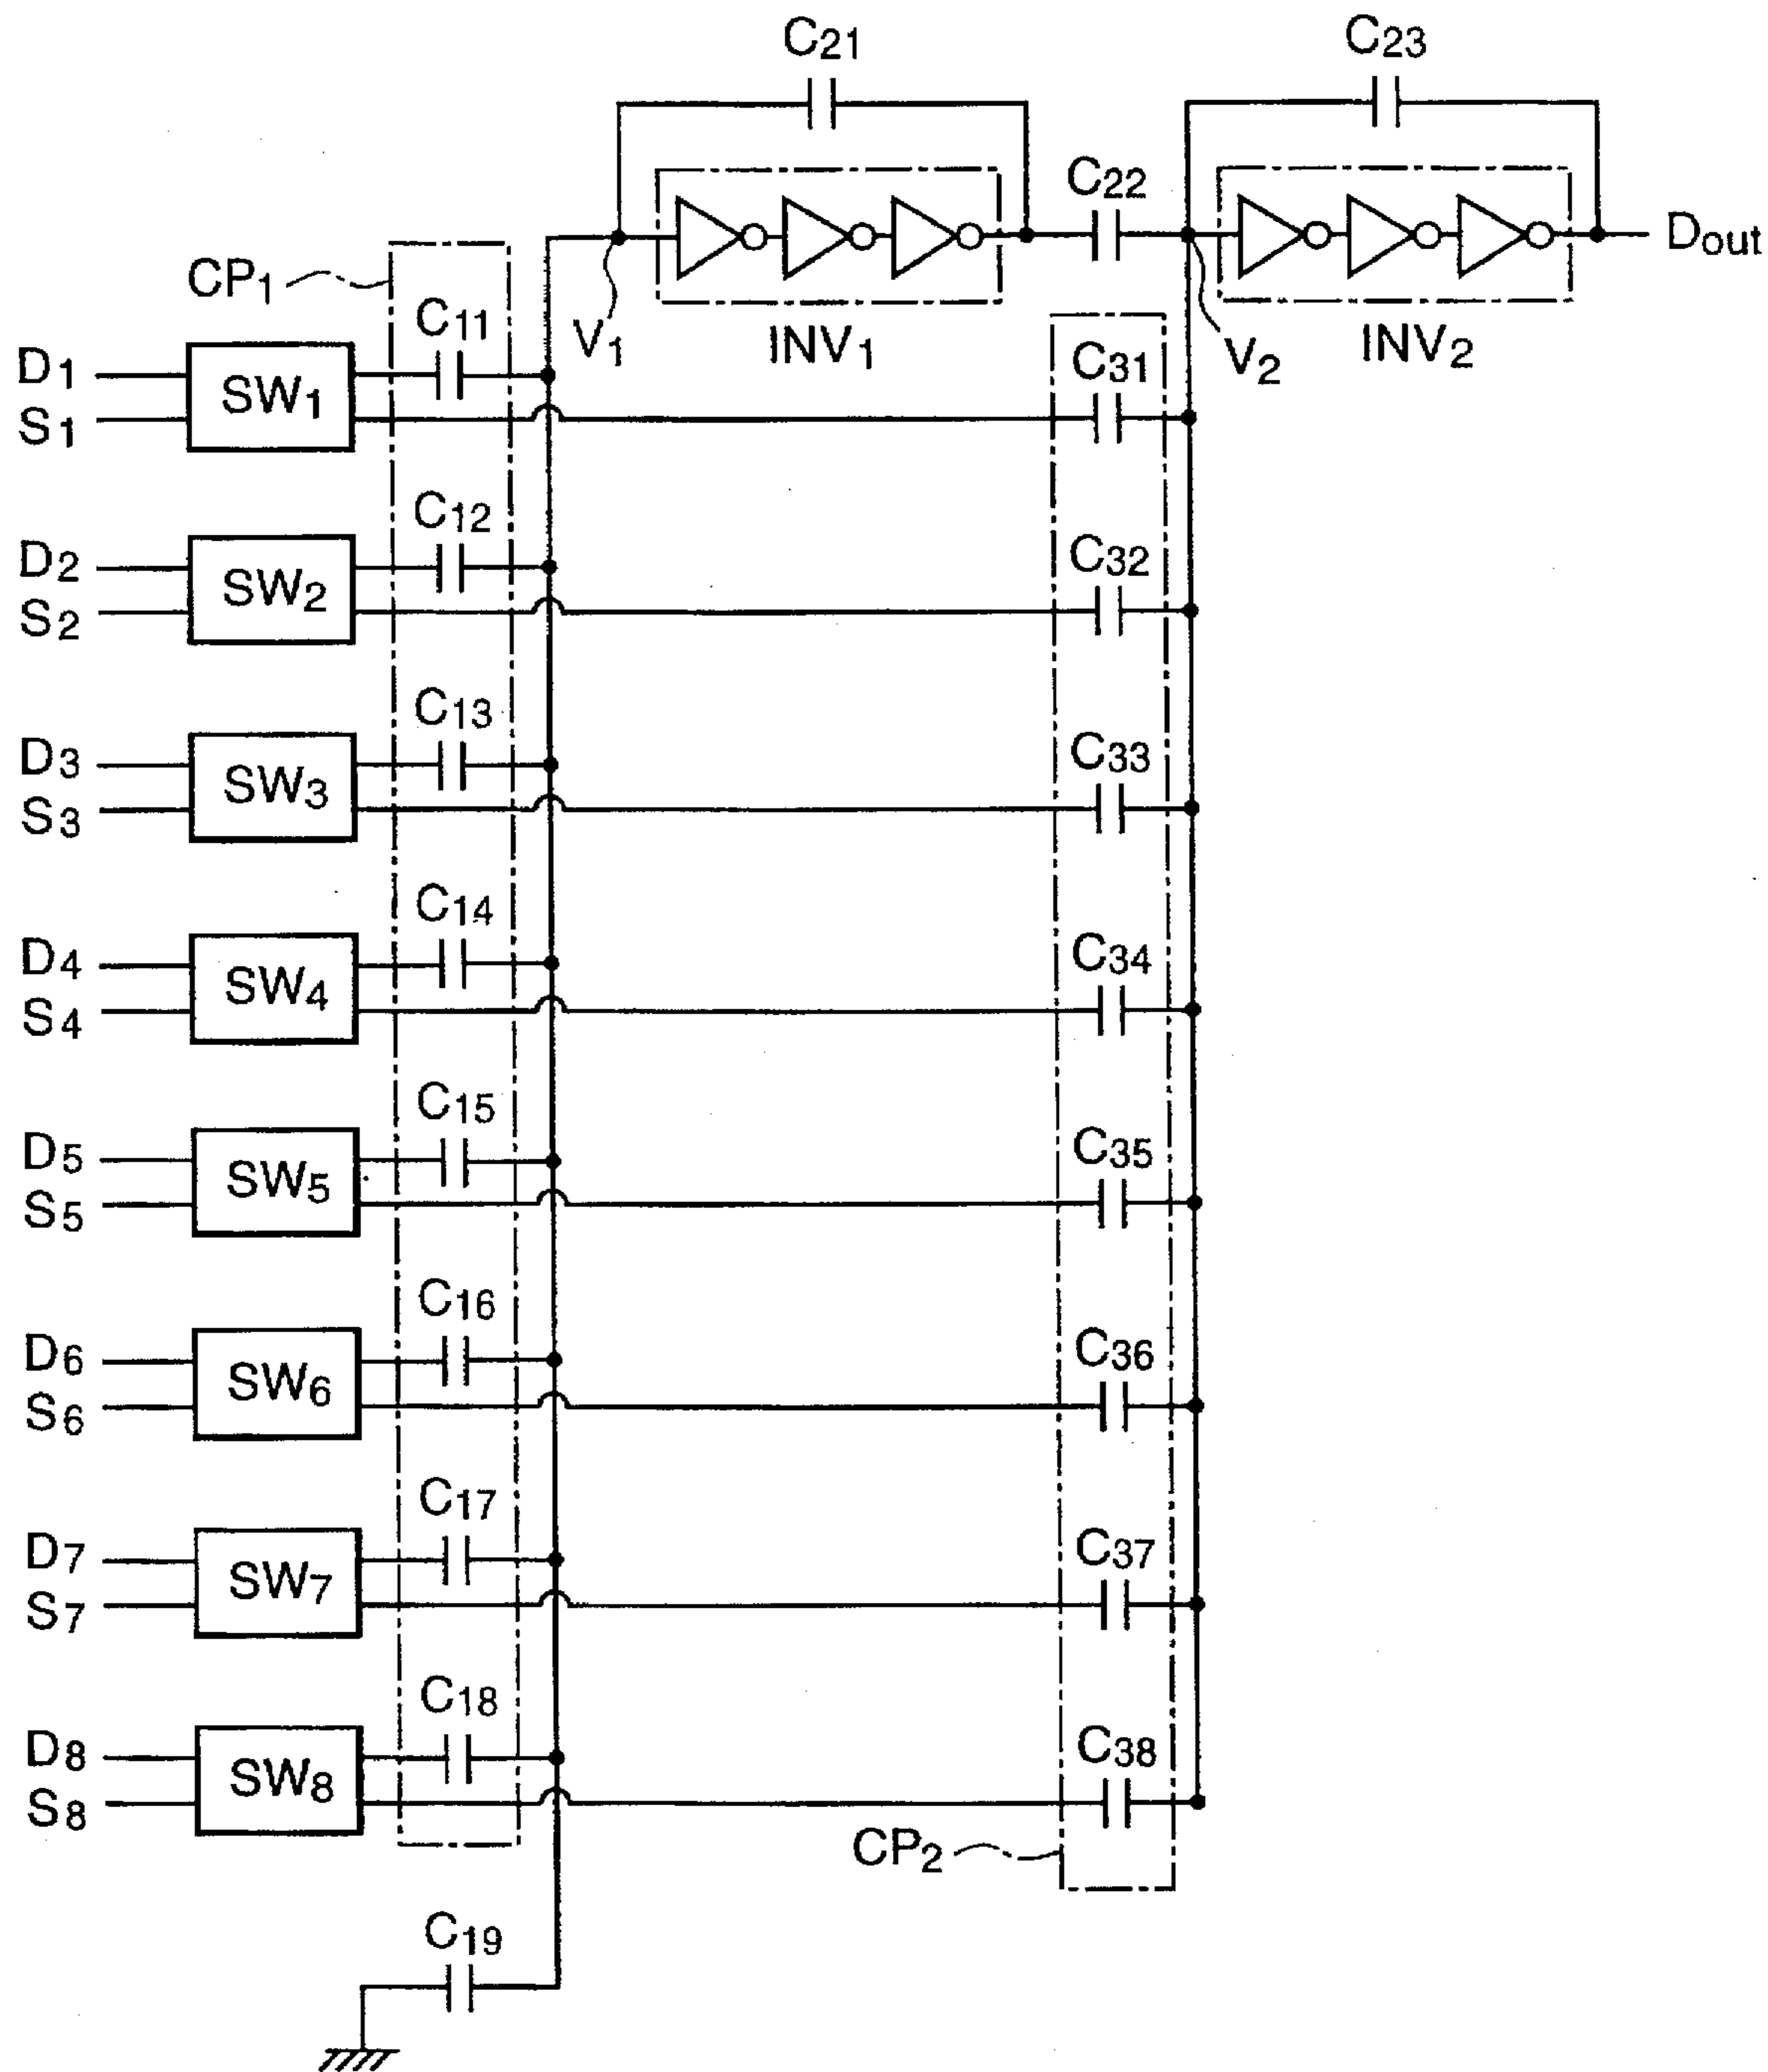 C21
C23
C22
Dout
CP1
C11
V1
INV1
C31
V2
INV2
D1
S1
SW1
C12
D2
S2
SW2
C32
C13
D3
S3
SW3
C33
C14
D4
S4
SW4
C34
C15
D5
S5
SW5
C35
C16
D6
S6
SW6
C36
C17
D7
S7
SW7
C37
C18
D8
S8
SW8
C38
CP2
C19